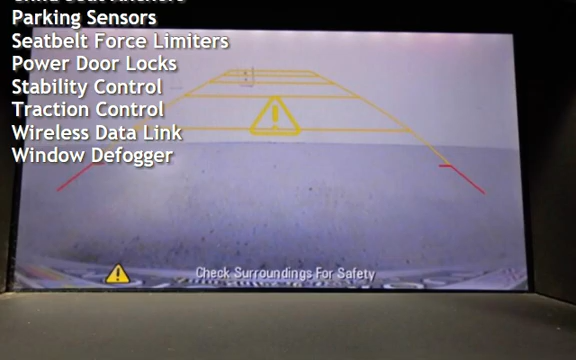 Parking Sensors
Seatbelt Force Limiters
Power Door Locks
Stability Control
Traction Control
Wireless Data Link
Window Defogger
Check Surroundings For Safety